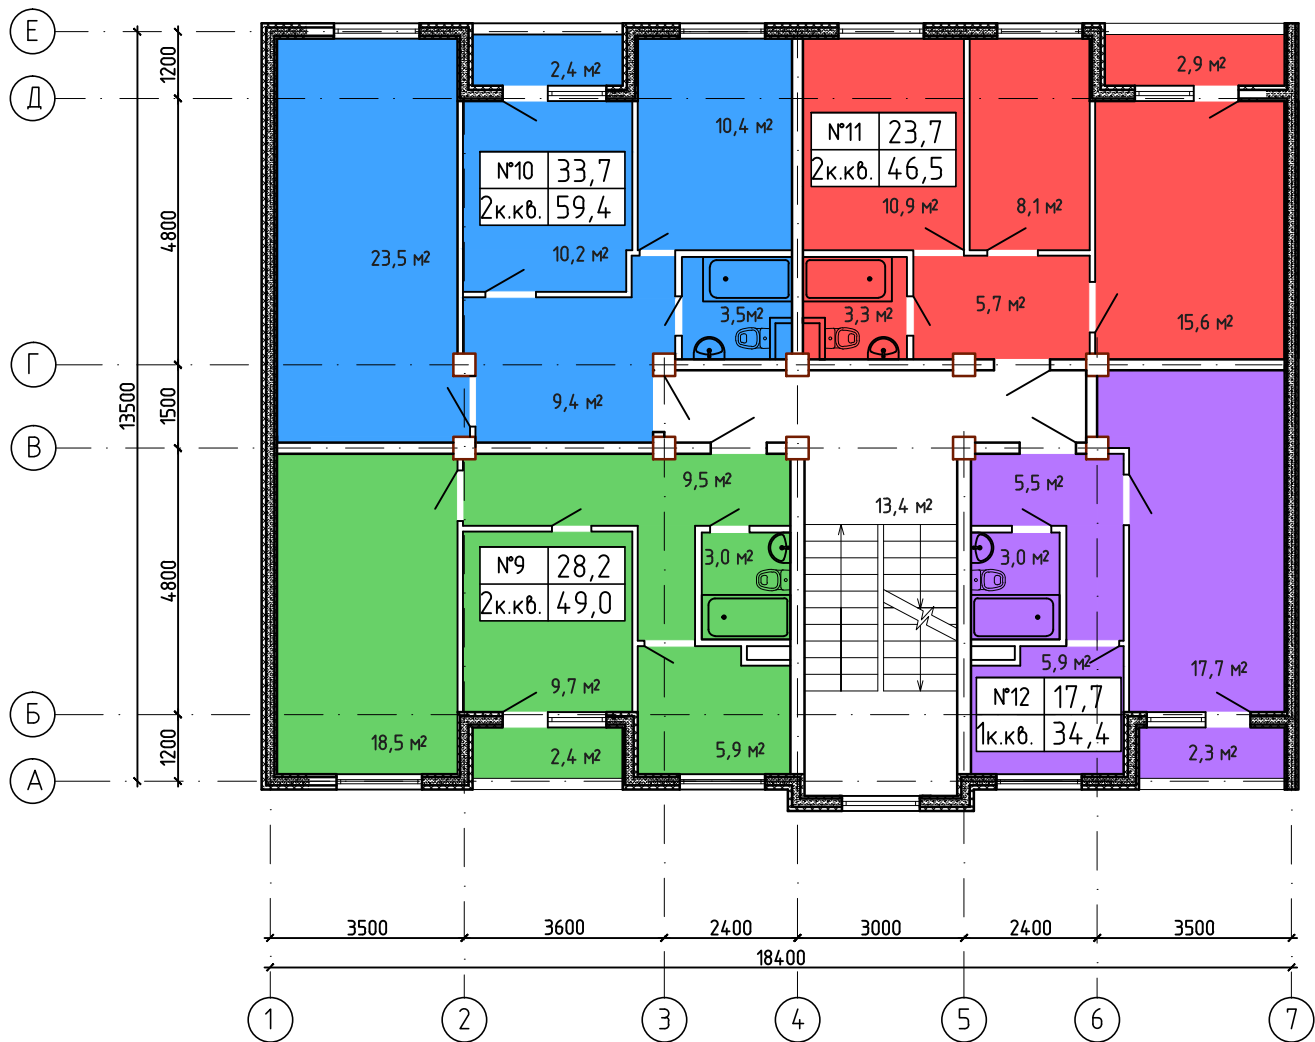 Е
Д
Г
В
Б
А
1200
4800
1500
4800
1200
13500
2,4 м²
2,9 м²
10,4 м²
№10 33,7
2к.кв. 59,4
№11 23,7
2к.кв. 46,5
10,9 м²
8,1 м²
23,5 м²
10,2 м²
3,5м²
3,3 м²
5,7 м²
15,6 м²
9,4 м²
9,5 м²
13,4 м²
5,5 м²
3,0 м²
3,0 м²
№9 28,2
2к.кв. 49,0
9,7 м²
5,9 м²
17,7 м²
№12 17,7
1к.кв. 34,4
18,5 м²
2,4 м²
5,9 м²
2,3 м²
3500 3600 2400 3000 2400 3500
18400
1 2 3 4 5 6 7